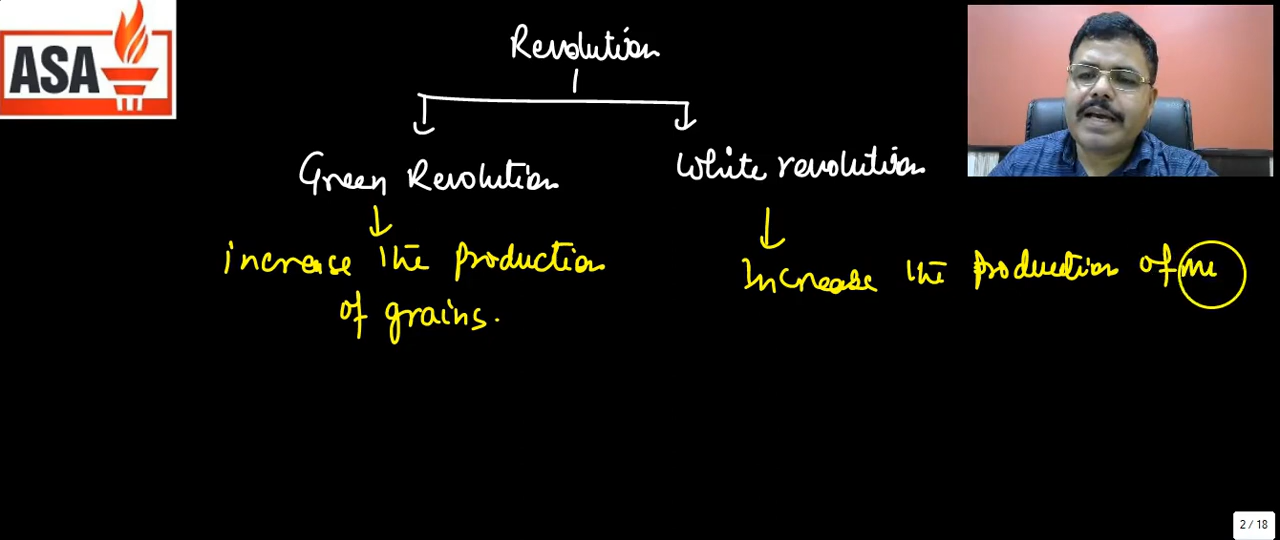 ASA
Revolution
Green Revolution
White revolution
increase the production
of grains.
Increase the production of
2 / 18